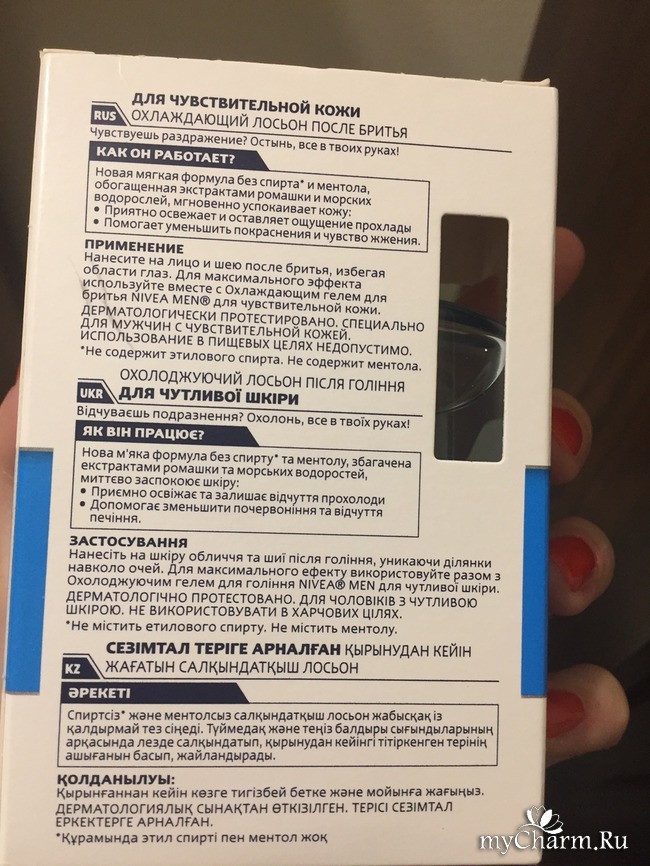 ДЛЯ ЧУВСТВИТЕЛЬНОЙ КОЖИ
RUS ОХЛАЖДАЮЩИЙ ЛОСЬОН ПОСЛЕ БРИТЬЯ
Чувствуешь раздражение? Остынь, все в твоих руках!
КАК ОН РАБОТАЕТ?
Новая мягкая формула без спирта* и ментола,
обогащенная экстрактами ромашки и морских
водорослей, мгновенно успокаивает кожу:
• Приятно освежает и оставляет ощущение прохлады
• Помогает уменьшить покраснения и чувство жжения.
ПРИМЕНЕНИЕ
Нанесите на лицо и шею после бритья, избегая
области глаз. Для максимального эффекта
используйте вместе с Охлаждающим гелем для
бритья NIVEA MEN® для чувствительной кожи.
ДЕРМАТОЛОГИЧЕСКИ ПРОТЕСТИРОВАНО. СПЕЦИАЛЬНО
ДЛЯ МУЖЧИН С ЧУВСТВИТЕЛЬНОЙ КОЖЕЙ.
ИСПОЛЬЗОВАНИЕ В ПИЩЕВЫХ ЦЕЛЯХ НЕДОПУСТИМО.
*Не содержит этилового спирта. Не содержит ментола.
ОХОЛОДЖУЮЧИЙ ЛОСЬОН ПІСЛЯ ГОЛІННЯ
UKR ДЛЯ ЧУТЛИВОЇ ШКІРИ
Відчуваєш подразнення? Охолонь, все в твоїх руках!
ЯК ВІН ПРАЦЮЄ?
Нова м'яка формула без спирту* та ментолу, збагачена
екстрактами ромашки та морських водоростей,
миттєво заспокоює шкіру:
• Приємно освіжає та залишає відчуття прохолоди
• Допомагає зменшити почервоніння та відчуття
печіння.
ЗАСТОСУВАННЯ
Нанесіть на шкіру обличчя та шиї після гоління, уникаючи ділянки
навколо очей. Для максимального ефекту використовуйте разом з
Охолоджуючим гелем для гоління NIVEA® MEN для чутливої шкіри.
ДЕРМАТОЛОГІЧНО ПРОТЕСТОВАНО. ДЛЯ ЧОЛОВІКІВ З ЧУТЛИВОЮ
ШКІРОЮ. НЕ ВИКОРИСТОВУВАТИ В ХАРЧОВИХ ЦІЛЯХ.
*Не містить етилового спирту. Не містить ментолу.
СЕЗІМТАЛ ТЕРІГЕ АРНАЛҒАН ҚЫРЫНУДАН КЕЙІН
KZ ЖАҒАТЫН САЛҚЫНДАТҚЫШ ЛОСЬОН
ӘРЕКЕТІ
Спиртсіз* және ментолсыз салқындатқыш лосьон жабысқақ із
қалдырмай тез сіңеді. Түймедақ және теңіз балдыры сығындыларының
арқасында лезде салқындатып, қырынудан кейінгі тітіркенген терінің
ашығанын басып, жайландырады.
ҚОЛДАНЫЛУЫ:
Қырынғаннан кейін көзге тигізбей бетке және мойынға жағыңыз.
ДЕРМАТОЛОГИЯЛЫҚ СЫНАҚТАН ӨТКІЗІЛГЕН. ТЕРІСІ СЕЗІМТАЛ
ЕРКЕКТЕРГЕ АРНАЛҒАН.
*Құрамында этил спирті пен ментол жоқ
myCharm.Ru